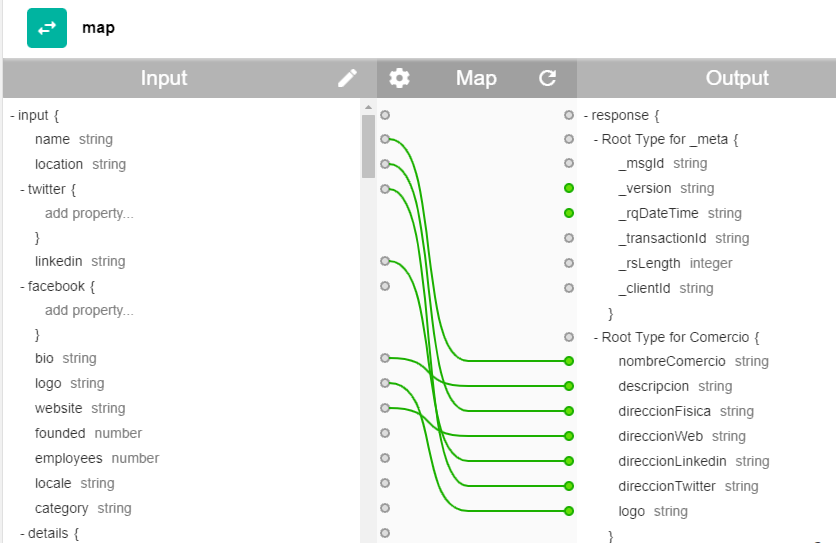 map
Input
Map
Output
- input {
name string
location string
- twitter {
add property...
}
linkedin string
- facebook {
add property...
}
bio string
logo string
website string
founded number
employees number
locale string
category string
- details {
- response {
- Root Type for _meta {
_msgId string
_version string
_rqDateTime string
_transactionId string
_rsLength integer
_clientId string
}
- Root Type for Comercio {
nombreComercio string
descripcion string
direccionFisica string
direccionWeb string
direccionLinkedin string
direccionTwitter string
logo string
}